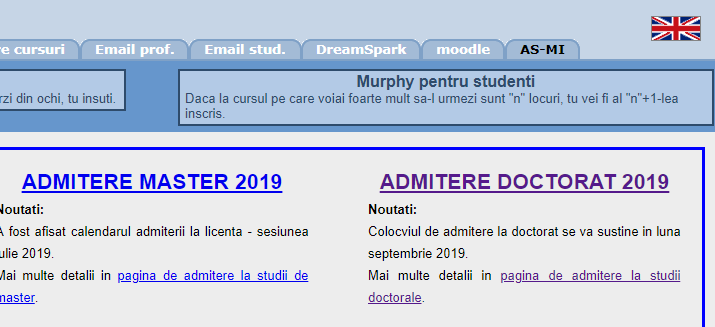 re cursuri Email prof. Email stud. DreamSpark moodle AS-MI
Murphy pentru studenti
rzi din ochi, tu insuti.
Daca la cursul pe care voiai foarte mult sa-l urmezi sunt "n" locuri, tu vei fi al "n"+1-lea
inscris.
ADMITERE MASTER 2019
Noutati:
A fost afisat calendarul admiterii la licenta - sesiunea
iulie 2019.
Mai multe detalii in pagina de admitere la studii de
master.
ADMITERE DOCTORAT 2019
Noutati:
Colocviul de admitere la doctorat se va sustine in luna
septembrie 2019.
Mai multe detalii in pagina de admitere la studii
doctorale.